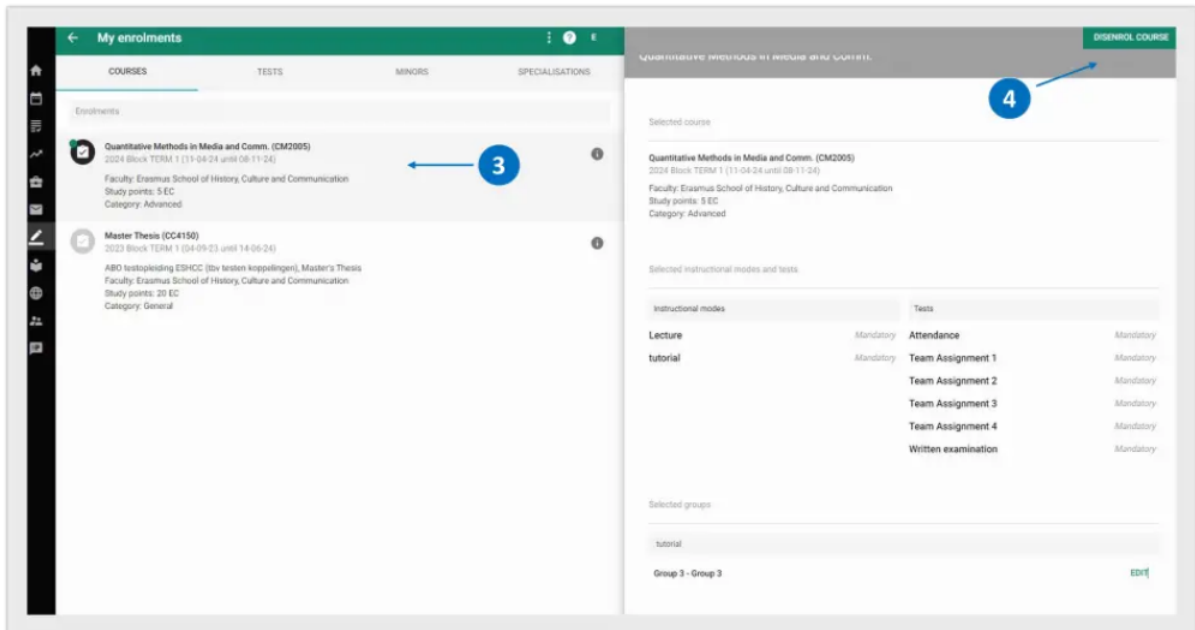 My enrolments
E
COURSES
TESTS
MINORS
SPECIALISATIONS
Enrolments
Quantitative Methods in Media and Comm. (CM2005)
2024 Block TERM 1 (11-04-24 until 08-11-24)
Faculty: Erasmus School of History, Culture and Communication
Study points: 5 EC
Category: Advanced
3
Master Thesis (CC4150)
2023 Block TERM 1 (04-09-23 until 14-06-24)
ABO testopleiding ESHCC (tbv testen koppelingen), Master's Thesis
Faculty: Erasmus School of History, Culture and Communication
Study points: 20 EC
Category: General
DISENROL COURSE
Quantitative Methods in Media and Comm.
4
Selected course
Quantitative Methods in Media and Comm. (CM2005)
2024 Block TERM 1 (11-04-24 until 08-11-24)
Faculty: Erasmus School of History, Culture and Communication
Study points: 5 EC
Category: Advanced
Selected instructional modes and tests
Instructional modes
Lecture Mandatory
tutorial Mandatory
Tests
Attendance Mandatory
Team Assignment 1 Mandatory
Team Assignment 2 Mandatory
Team Assignment 3 Mandatory
Team Assignment 4 Mandatory
Written examination Mandatory
Selected groups
tutorial
Group 3 - Group 3 EDIT